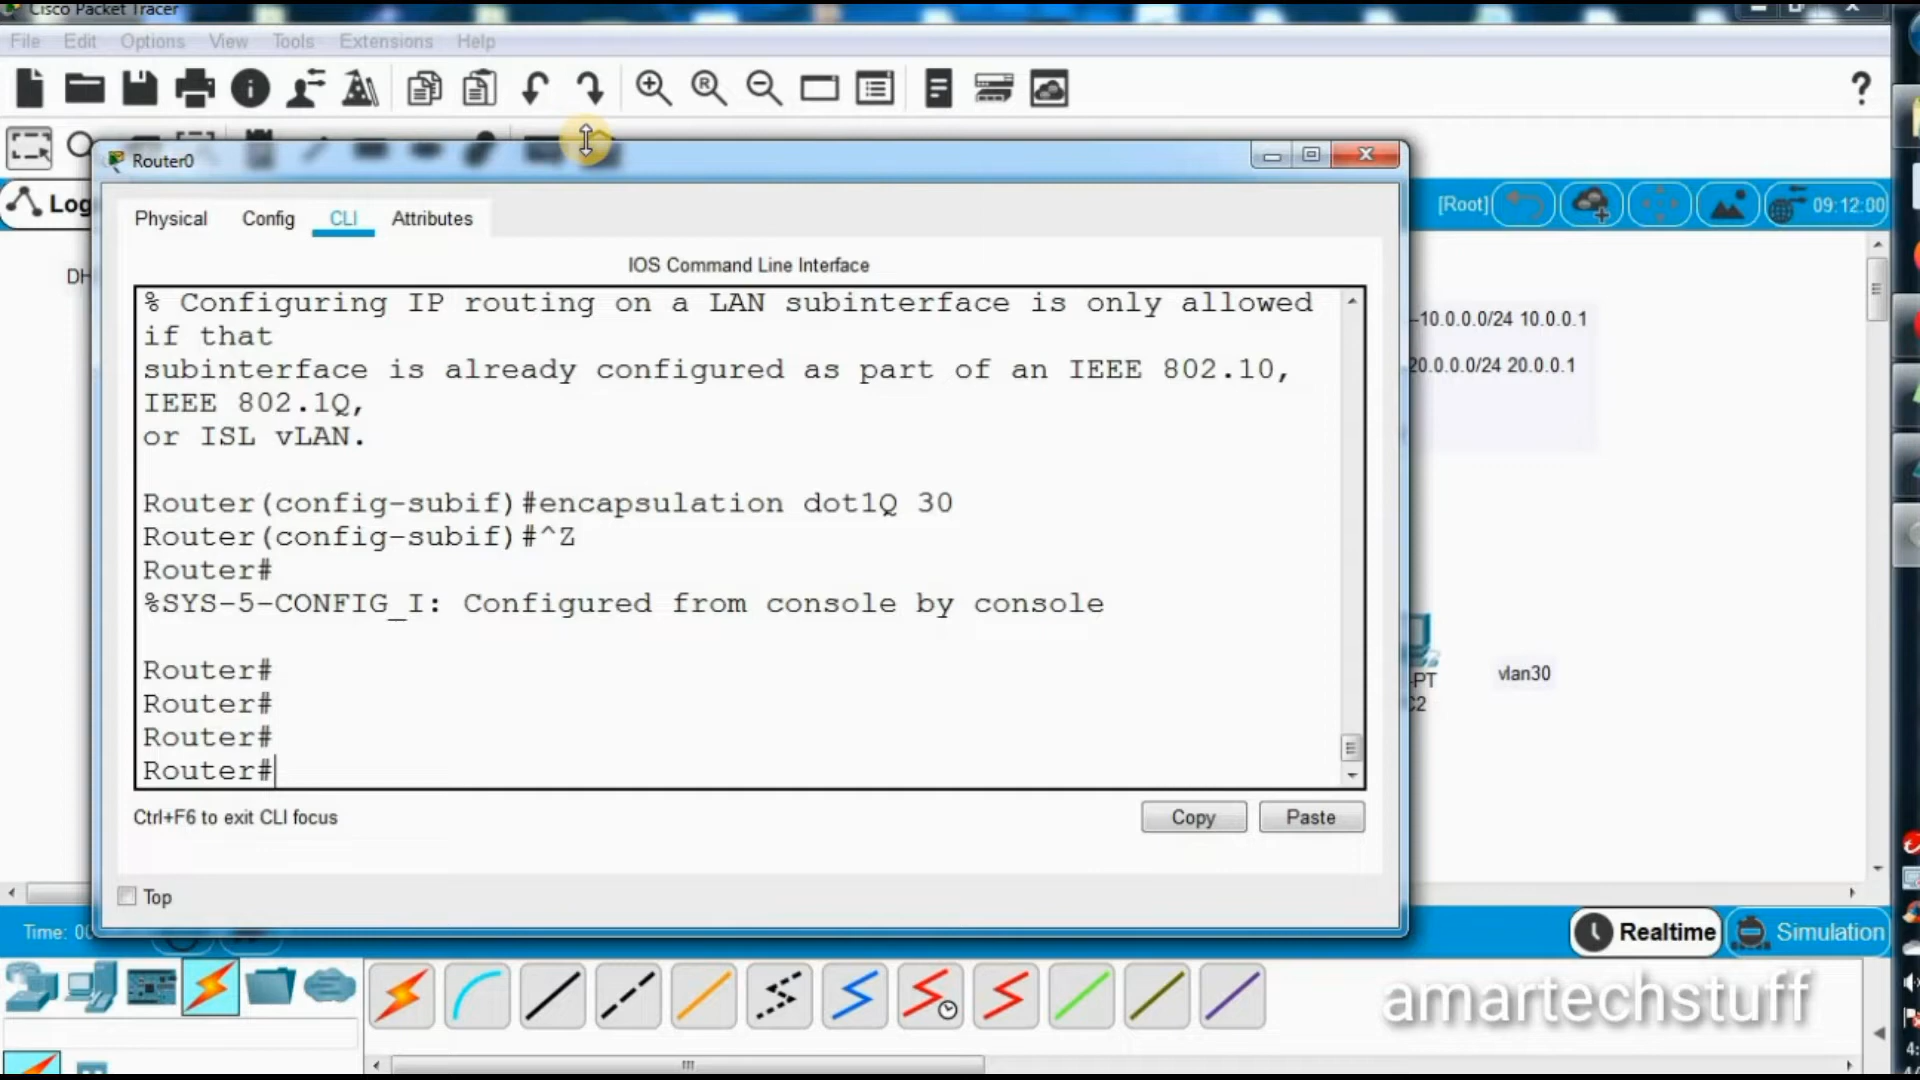 Cisco Packet Tracer
File Edit Options View Tools Extensions Help
Router0
Log
[Root]
09:12:00
Physical Config CLI Attributes
DH
IOS Command Line Interface
% Configuring IP routing on a LAN subinterface is only allowed
if that
subinterface is already configured as part of an IEEE 802.10,
IEEE 802.1Q,
or ISL vLAN.
Router(config-subif)#encapsulation dot1Q 30
Router(config-subif)#^Z
Router#
%SYS-5-CONFIG_I: Configured from console by console
Router#
Router#
Router#
Router#
-10.0.0.0/24 10.0.0.1
20.0.0.0/24 20.0.0.1
-PT
C2
vlan30
Ctrl+F6 to exit CLI focus
Copy
Paste
Top
Time: 00
Realtime
Simulation
amartechstuff